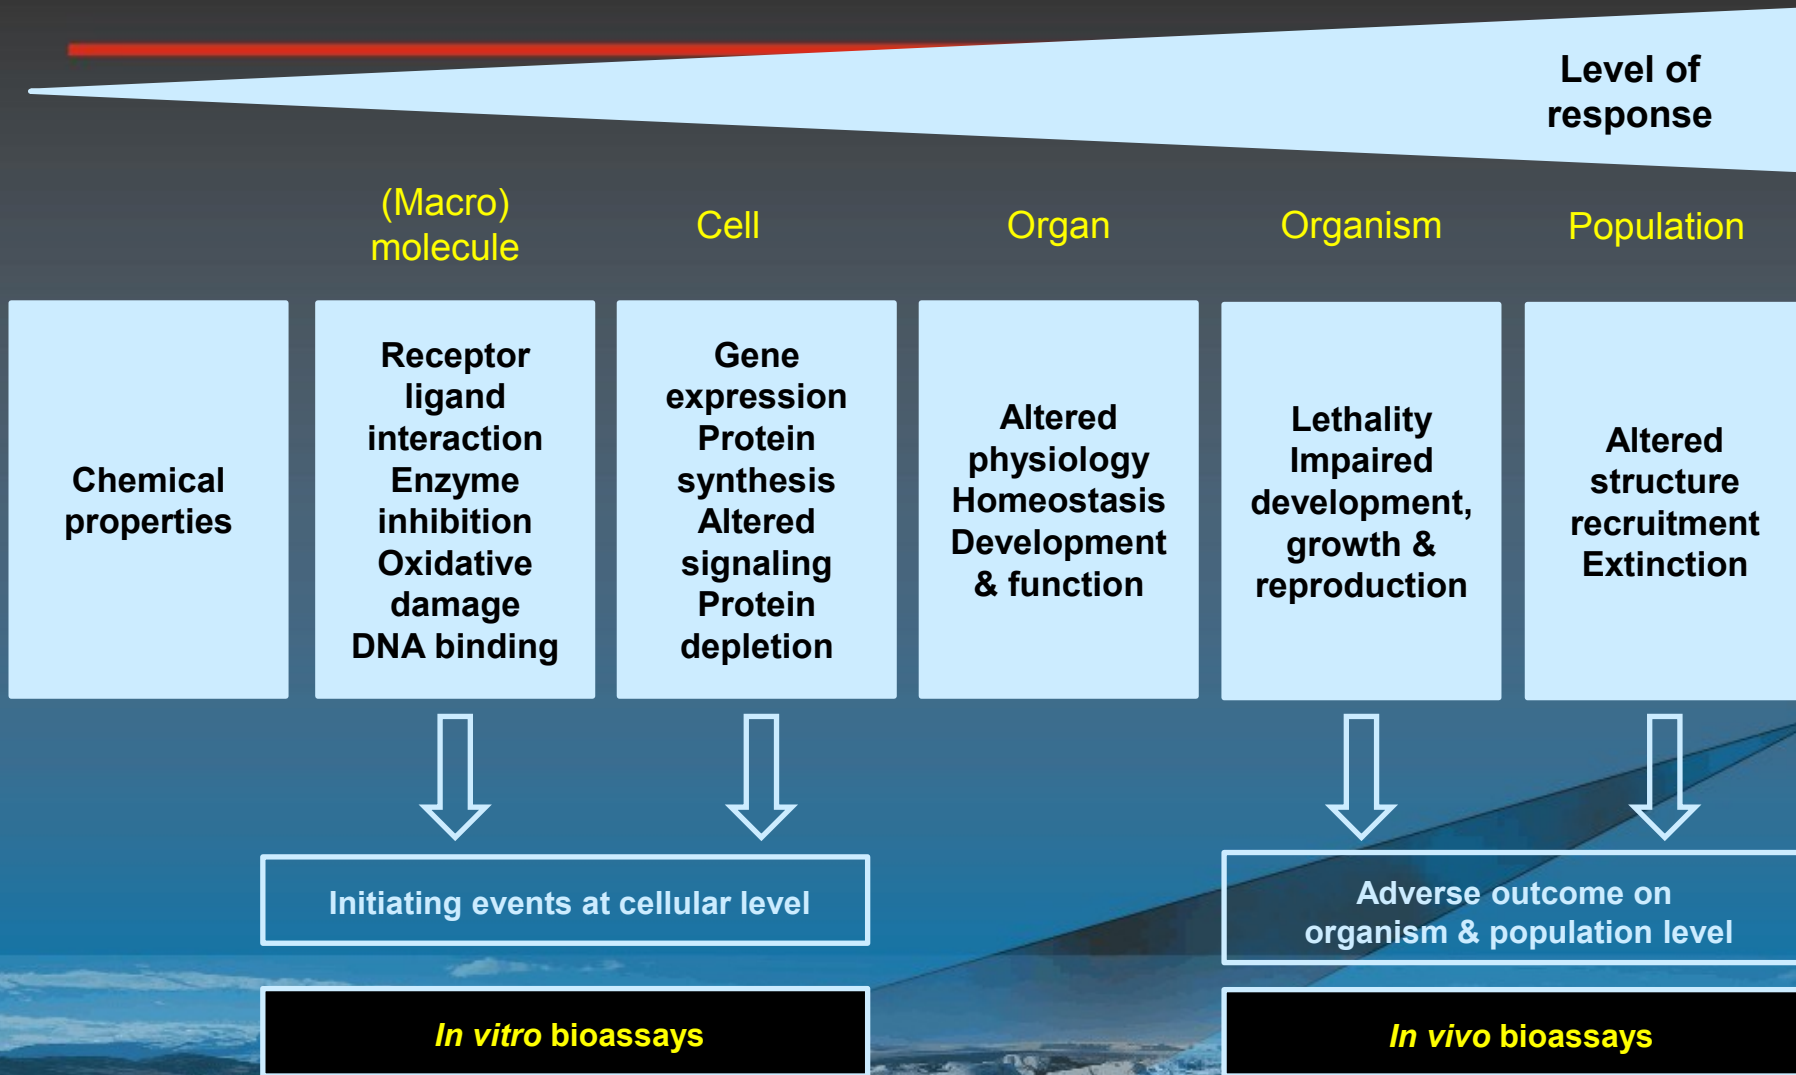 Level of
response
(Macro)
molecule
Cell
Organ
Organism
Population
Chemical
properties
Receptor
ligand
interaction
Enzyme
inhibition
Oxidative
damage
DNA binding
Gene
expression
Protein
synthesis
Altered
signaling
Protein
depletion
Altered
physiology
Homeostasis
Development
& function
Lethality
Impaired
development,
growth &
reproduction
Altered
structure
recruitment
Extinction
Initiating events at cellular level
Adverse outcome on
organism & population level
In vitro bioassays
In vivo bioassays